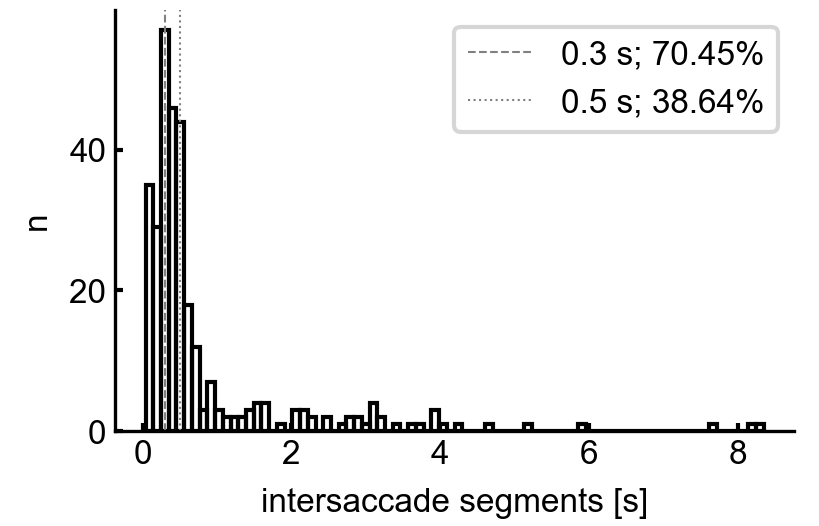 0.3 s; 70.45%
0.5 s; 38.64%
40
20
0
n
0 2 4 6 8
intersaccade segments [s]